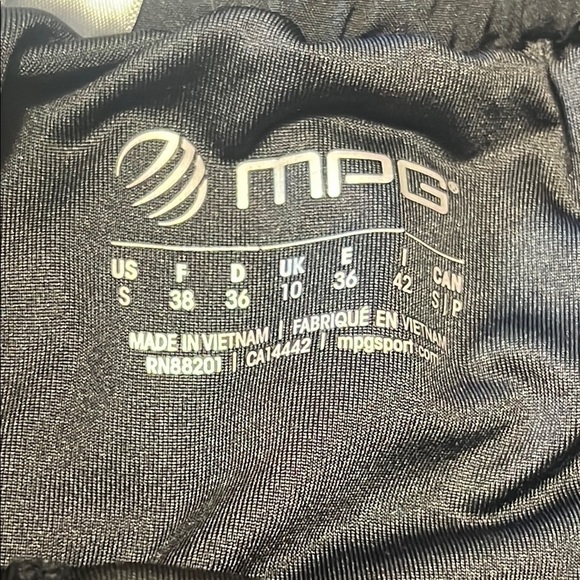 MPG®
US F D UK E I CAN
S 38 36 10 36 42 S|P
MADE IN VIETNAM | FABRIQUÉ EN VIETNAM
RN88201 | CA14442 | mpgsport.com